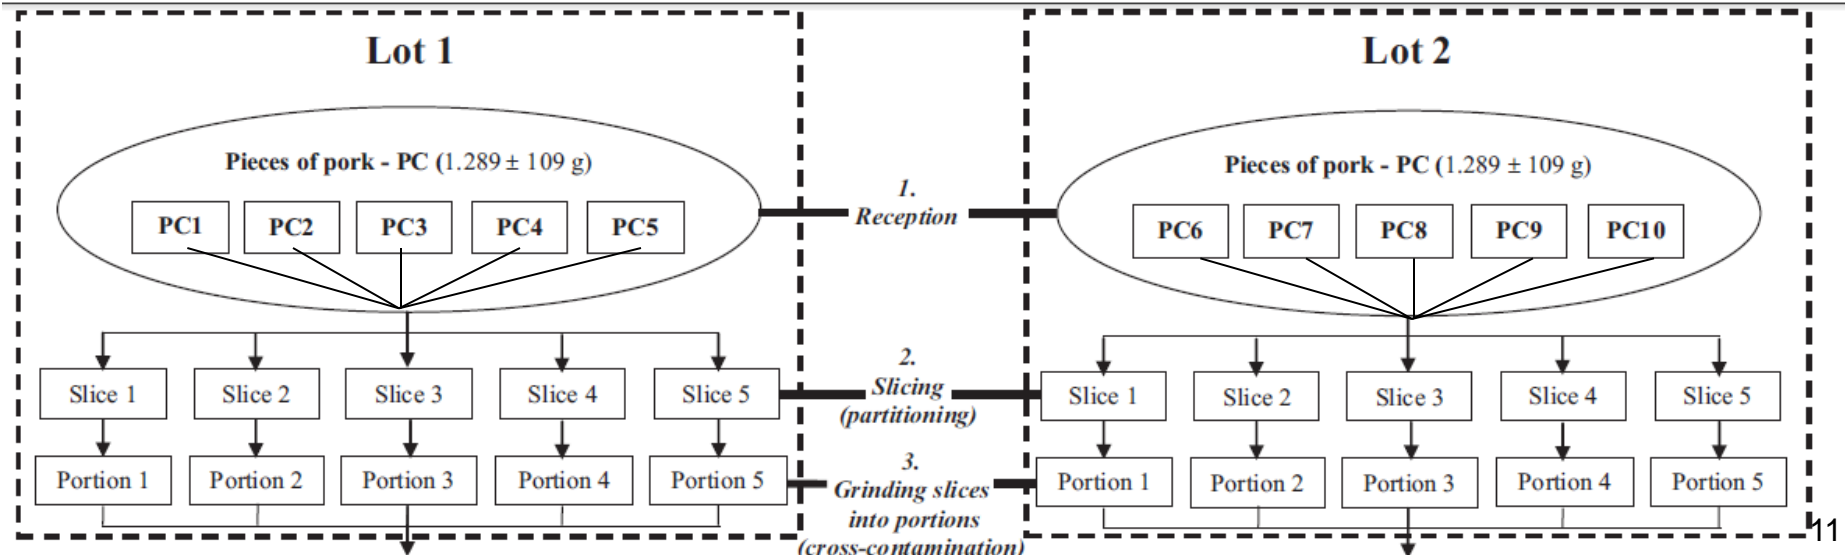 Lot 1
Lot 2
Pieces of pork - PC (1.289 ± 109 g)
Pieces of pork - PC (1.289 ± 109 g)
PC1 PC2 PC3 PC4 PC5
1.
Reception
PC6 PC7 PC8 PC9 PC10
Slice 1 Slice 2 Slice 3 Slice 4 Slice 5
2.
Slicing
(partitioning)
Slice 1 Slice 2 Slice 3 Slice 4 Slice 5
Portion 1 Portion 2 Portion 3 Portion 4 Portion 5
3.
Grinding slices
into portions
(cross-contamination)
Portion 1 Portion 2 Portion 3 Portion 4 Portion 5
11